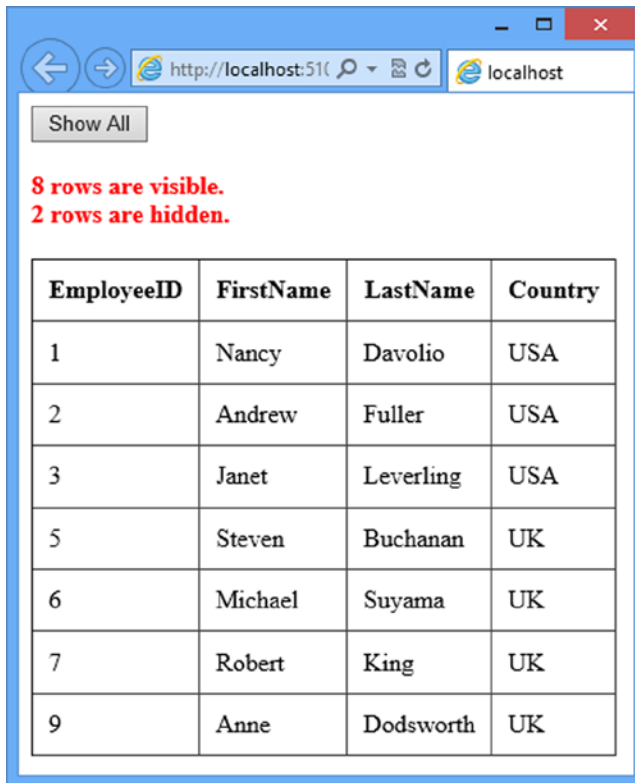 http://localhost:510
localhost
Show All
8 rows are visible.
2 rows are hidden.
EmployeeID FirstName LastName Country
1 Nancy Davolio USA
2 Andrew Fuller USA
3 Janet Leverling USA
5 Steven Buchanan UK
6 Michael Suyama UK
7 Robert King UK
9 Anne Dodsworth UK